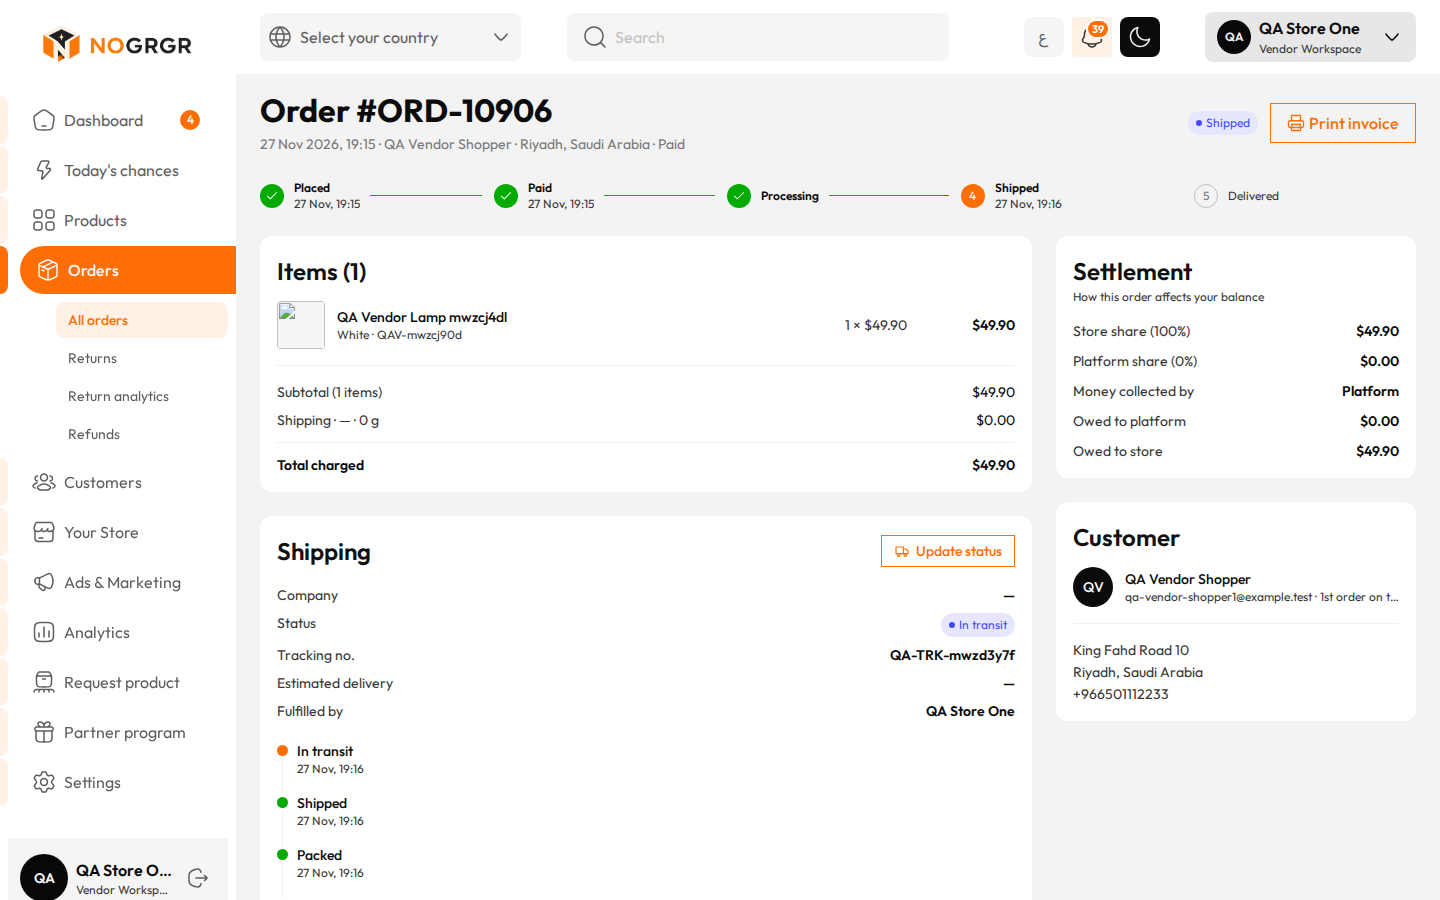 NOGRGR
Select your country
Search
ع
39
QA
QA Store One
Vendor Workspace
Dashboard
4
Today's chances
Products
Orders
All orders
Returns
Return analytics
Refunds
Customers
Your Store
Ads & Marketing
Analytics
Request product
Partner program
Settings
QA
QA Store O...
Vendor Worksp...
Order #ORD-10906
27 Nov 2026, 19:15 · QA Vendor Shopper · Riyadh, Saudi Arabia · Paid
Shipped
Print invoice
Placed
27 Nov, 19:15
Paid
27 Nov, 19:15
Processing
4
Shipped
27 Nov, 19:16
5
Delivered
Items (1)
QA Vendor Lamp mwzcj4dl
White · QAV-mwzcj90d
1 × $49.90
$49.90
Subtotal (1 items)
$49.90
Shipping · — · 0 g
$0.00
Total charged
$49.90
Shipping
Update status
Company
—
Status
In transit
Tracking no.
QA-TRK-mwzd3y7f
Estimated delivery
—
Fulfilled by
QA Store One
In transit
27 Nov, 19:16
Shipped
27 Nov, 19:16
Packed
27 Nov, 19:16
Settlement
How this order affects your balance
Store share (100%)
$49.90
Platform share (0%)
$0.00
Money collected by
Platform
Owed to platform
$0.00
Owed to store
$49.90
Customer
QV
QA Vendor Shopper
qa-vendor-shopper1@example.test · 1st order on t...
King Fahd Road 10
Riyadh, Saudi Arabia
+966501112233